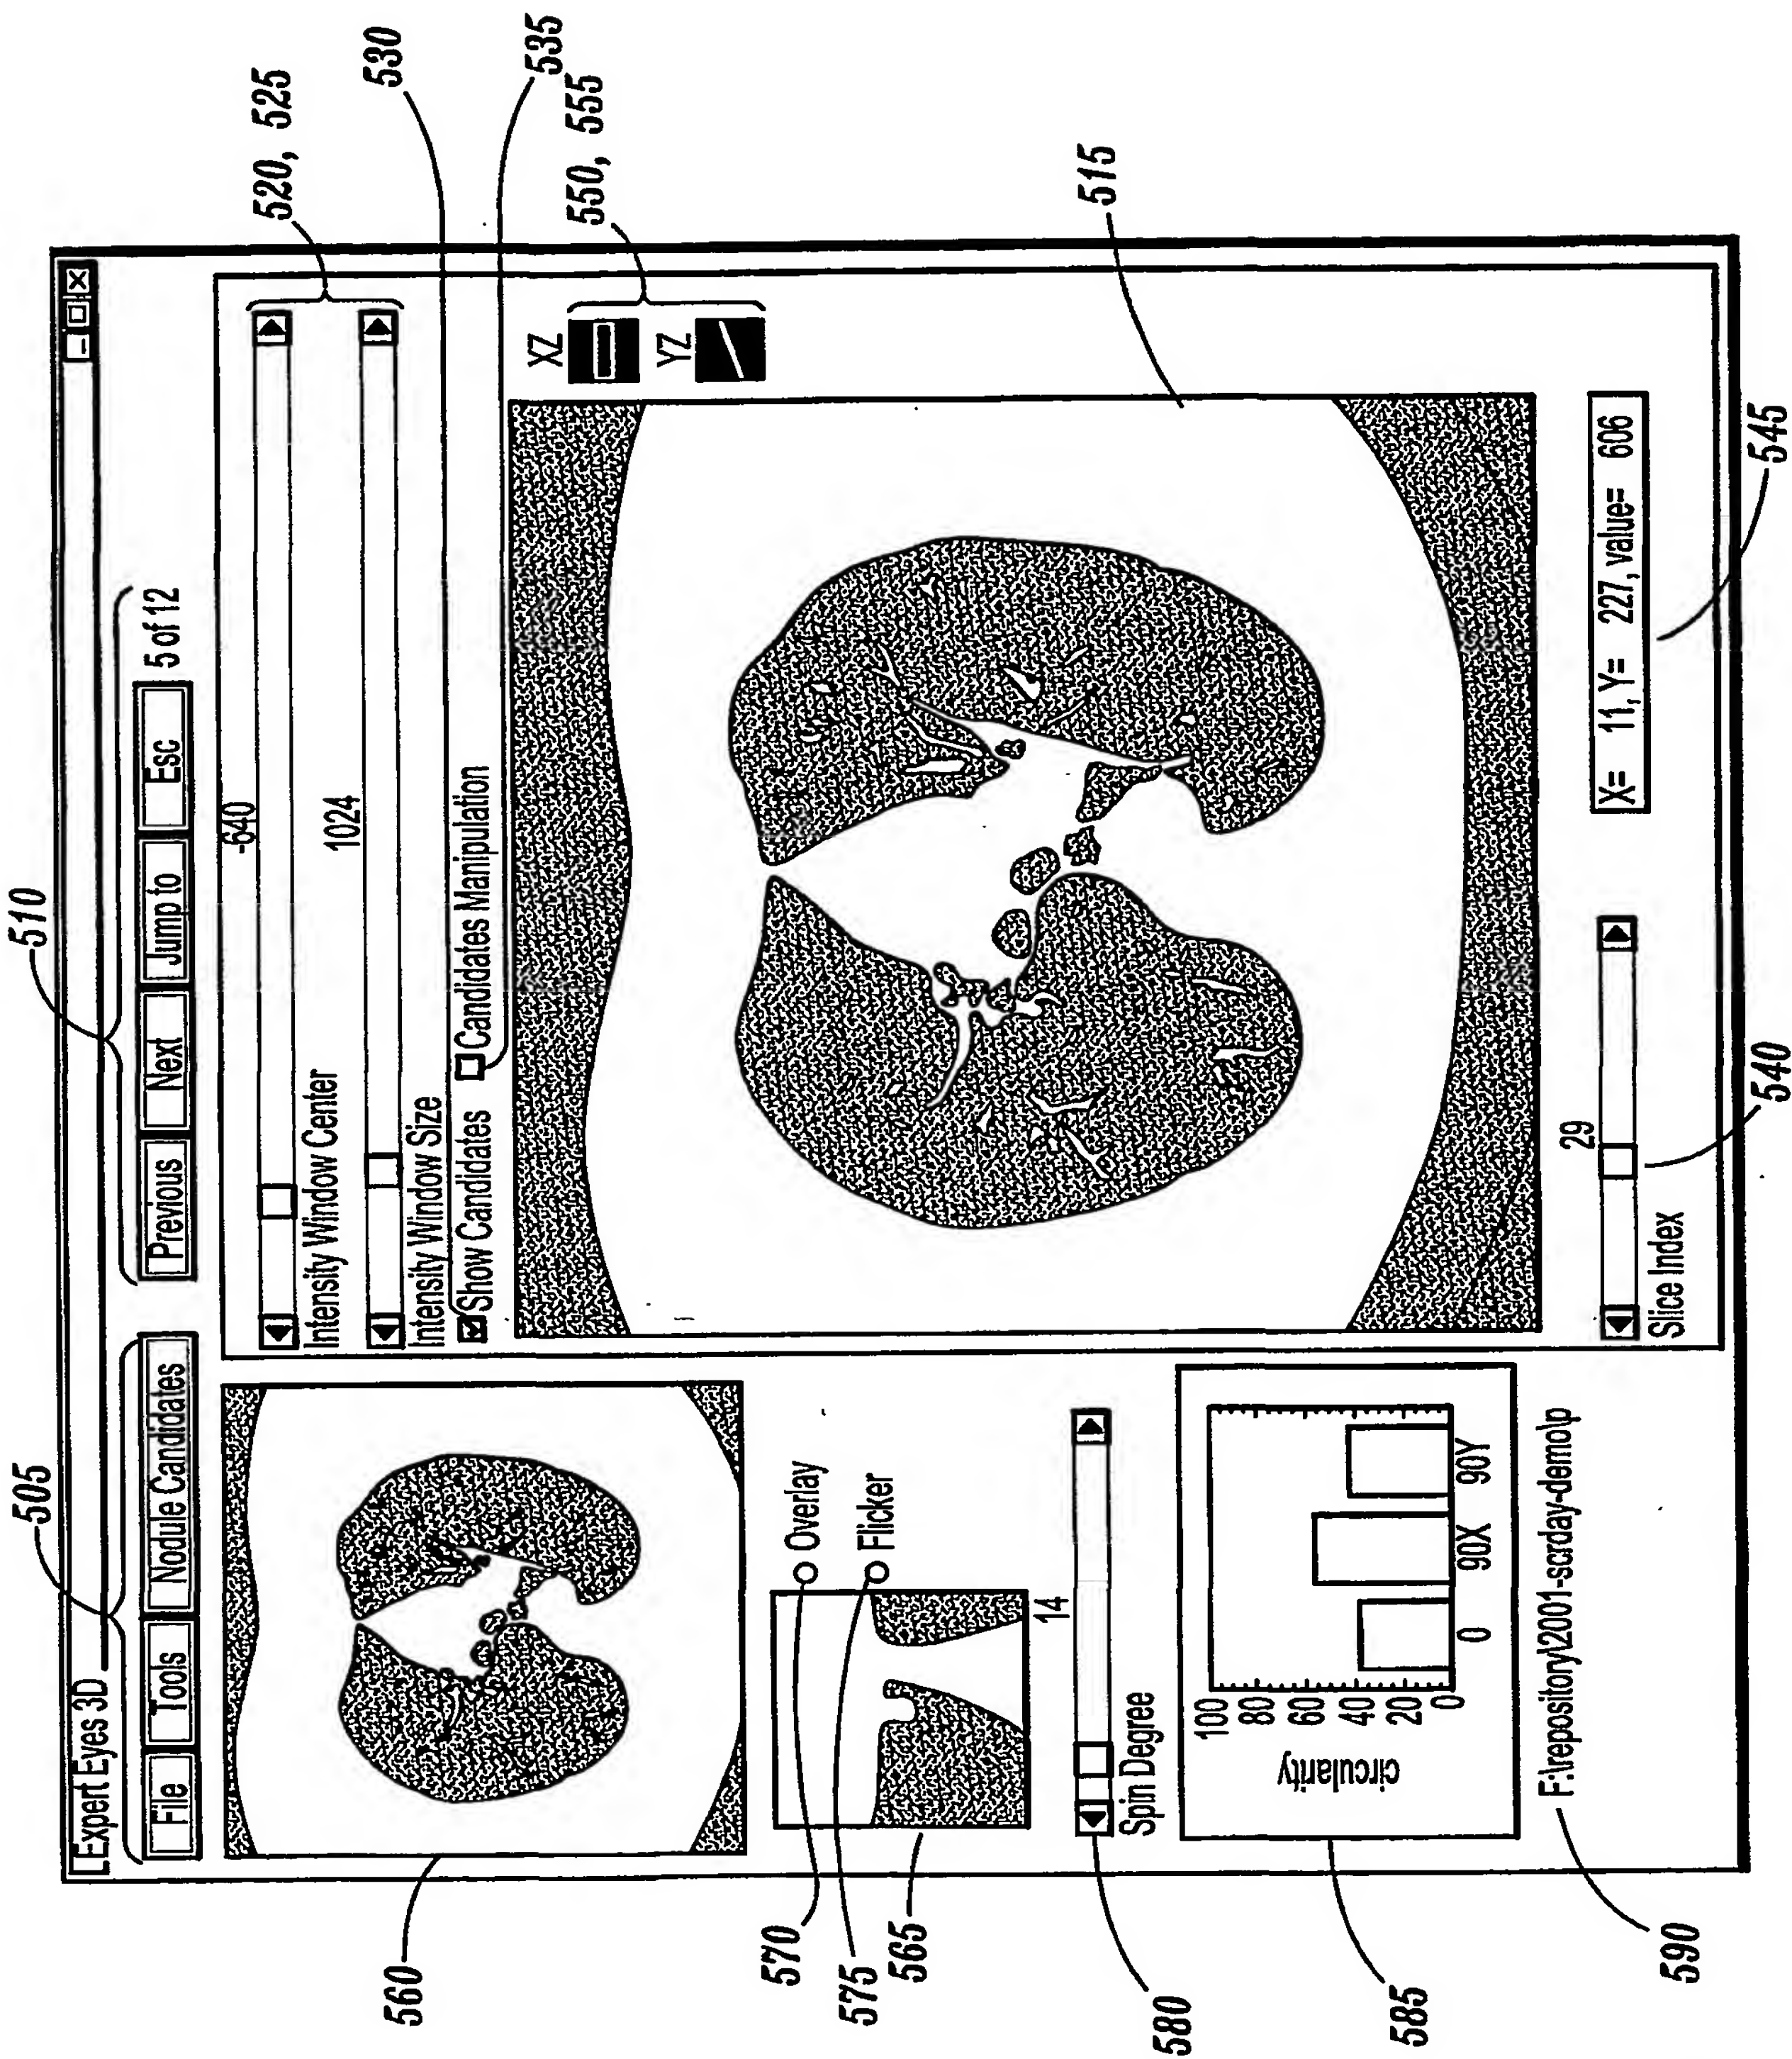 505
510
Expert Eyes 3D
File Tools Nodule Candidates Previous Next Jump to Esc 5 of 12
-640
Intensity Window Center
1024
Intensity Window Size
520, 525
Show Candidates Candidates Manipulation
530
535
XZ
YZ
550, 555
515
560
Overlay
Flicker
570
575
565
14
Spin Degree
580
circularity
100
80
60
40
20
0
0 90X 90Y
585
F:\repository\2001-scrday-demo\p
590
29
Slice Index
540
X= 11, Y= 227, value= 606
545